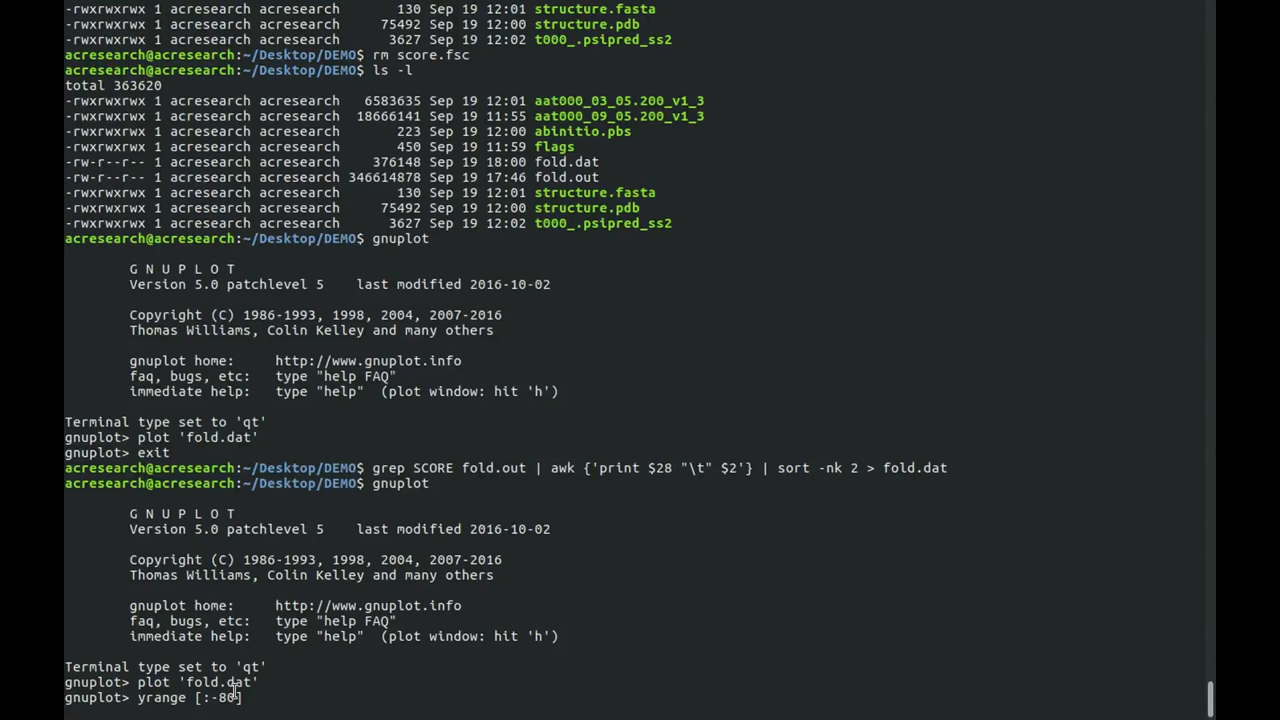 -rwxrwxrwx 1 acresearch acresearch       130 Sep 19 12:01 structure.fasta
-rwxrwxrwx 1 acresearch acresearch     75492 Sep 19 12:00 structure.pdb
-rwxrwxrwx 1 acresearch acresearch      3627 Sep 19 12:02 t000_.psipred_ss2
acresearch@acresearch:~/Desktop/DEMO$ rm score.fsc
acresearch@acresearch:~/Desktop/DEMO$ ls -l
total 363620
-rwxrwxrwx 1 acresearch acresearch   6583635 Sep 19 12:01 aat000_03_05.200_v1_3
-rwxrwxrwx 1 acresearch acresearch  18666141 Sep 19 11:55 aat000_09_05.200_v1_3
-rwxrwxrwx 1 acresearch acresearch       223 Sep 19 12:00 abinitio.pbs
-rwxrwxrwx 1 acresearch acresearch       450 Sep 19 11:59 flags
-rw-r--r-- 1 acresearch acresearch    376148 Sep 19 18:00 fold.dat
-rw-r--r-- 1 acresearch acresearch 346614878 Sep 19 17:46 fold.out
-rwxrwxrwx 1 acresearch acresearch       130 Sep 19 12:01 structure.fasta
-rwxrwxrwx 1 acresearch acresearch     75492 Sep 19 12:00 structure.pdb
-rwxrwxrwx 1 acresearch acresearch      3627 Sep 19 12:02 t000_.psipred_ss2
acresearch@acresearch:~/Desktop/DEMO$ gnuplot
G N U P L O T
Version 5.0 patchlevel 5    last modified 2016-10-02
Copyright (C) 1986-1993, 1998, 2004, 2007-2016
Thomas Williams, Colin Kelley and many others
gnuplot home:     http://www.gnuplot.info
faq, bugs, etc:   type "help FAQ"
immediate help:   type "help"  (plot window: hit 'h')
Terminal type set to 'qt'
gnuplot> plot 'fold.dat'
gnuplot> exit
acresearch@acresearch:~/Desktop/DEMO$ grep SCORE fold.out | awk {'print $28 "\t" $2'} | sort -nk 2 > fold.dat
acresearch@acresearch:~/Desktop/DEMO$ gnuplot
G N U P L O T
Version 5.0 patchlevel 5    last modified 2016-10-02
Copyright (C) 1986-1993, 1998, 2004, 2007-2016
Thomas Williams, Colin Kelley and many others
gnuplot home:     http://www.gnuplot.info
faq, bugs, etc:   type "help FAQ"
immediate help:   type "help"  (plot window: hit 'h')
Terminal type set to 'qt'
gnuplot> plot 'fold.dat'
gnuplot> yrange [:-80]